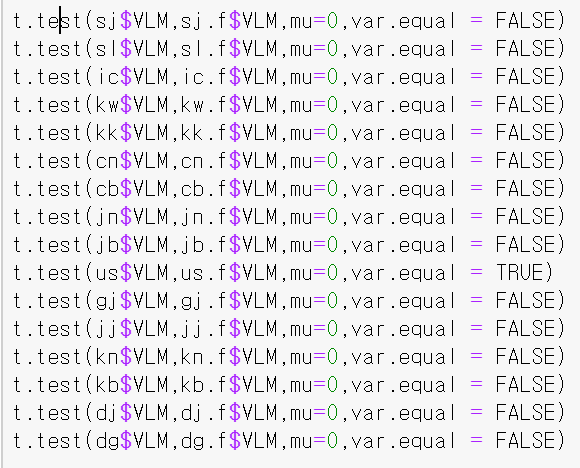 t.test(sj$VLM,sj.f$VLM,mu=0,var.equal = FALSE)
t.test(sl$VLM,sl.f$VLM,mu=0,var.equal = FALSE)
t.test(ic$VLM,ic.f$VLM,mu=0,var.equal = FALSE)
t.test(kw$VLM,kw.f$VLM,mu=0,var.equal = FALSE)
t.test(kk$VLM,kk.f$VLM,mu=0,var.equal = FALSE)
t.test(cn$VLM,cn.f$VLM,mu=0,var.equal = FALSE)
t.test(cb$VLM,cb.f$VLM,mu=0,var.equal = FALSE)
t.test(jn$VLM,jn.f$VLM,mu=0,var.equal = FALSE)
t.test(jb$VLM,jb.f$VLM,mu=0,var.equal = FALSE)
t.test(us$VLM,us.f$VLM,mu=0,var.equal = TRUE)
t.test(gj$VLM,gj.f$VLM,mu=0,var.equal = FALSE)
t.test(jj$VLM,jj.f$VLM,mu=0,var.equal = FALSE)
t.test(kn$VLM,kn.f$VLM,mu=0,var.equal = FALSE)
t.test(kb$VLM,kb.f$VLM,mu=0,var.equal = FALSE)
t.test(dj$VLM,dj.f$VLM,mu=0,var.equal = FALSE)
t.test(dg$VLM,dg.f$VLM,mu=0,var.equal = FALSE)